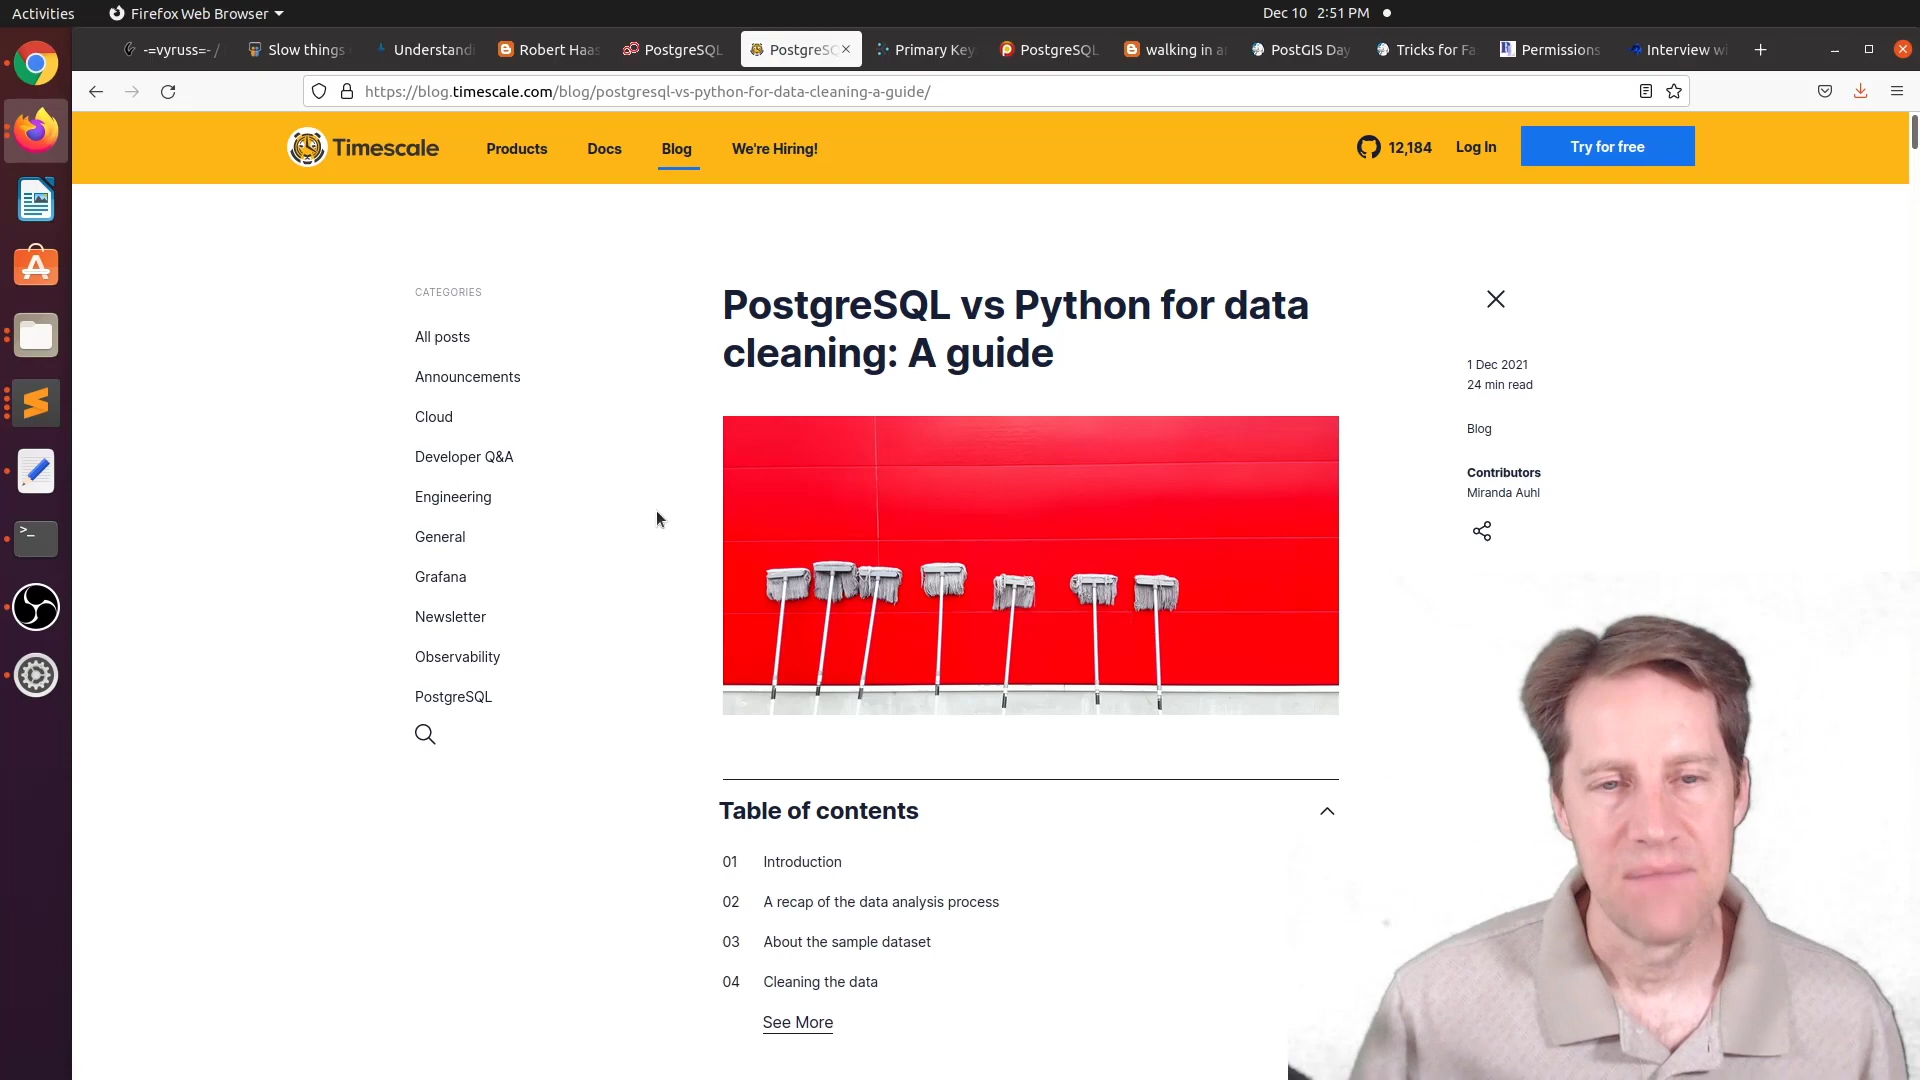 Activities
Firefox Web Browser
Dec 10 2:51 PM
-=vyruss=- /
Slow things
Understandi
Robert Haas
PostgreSQL
PostgreSQ
Primary Key
PostgreSQL
walking in a
PostGIS Day
Tricks for Fa
Permissions
Interview wi
https://blog.timescale.com/blog/postgresql-vs-python-for-data-cleaning-a-guide/
Timescale
Products
Docs
Blog
We're Hiring!
12,184
Log In
Try for free
CATEGORIES
All posts
Announcements
Cloud
Developer Q&A
Engineering
General
Grafana
Newsletter
Observability
PostgreSQL
PostgreSQL vs Python for data
cleaning: A guide
1 Dec 2021
24 min read
Blog
Contributors
Miranda Auhl
Table of contents
01 Introduction
02 A recap of the data analysis process
03 About the sample dataset
04 Cleaning the data
See More